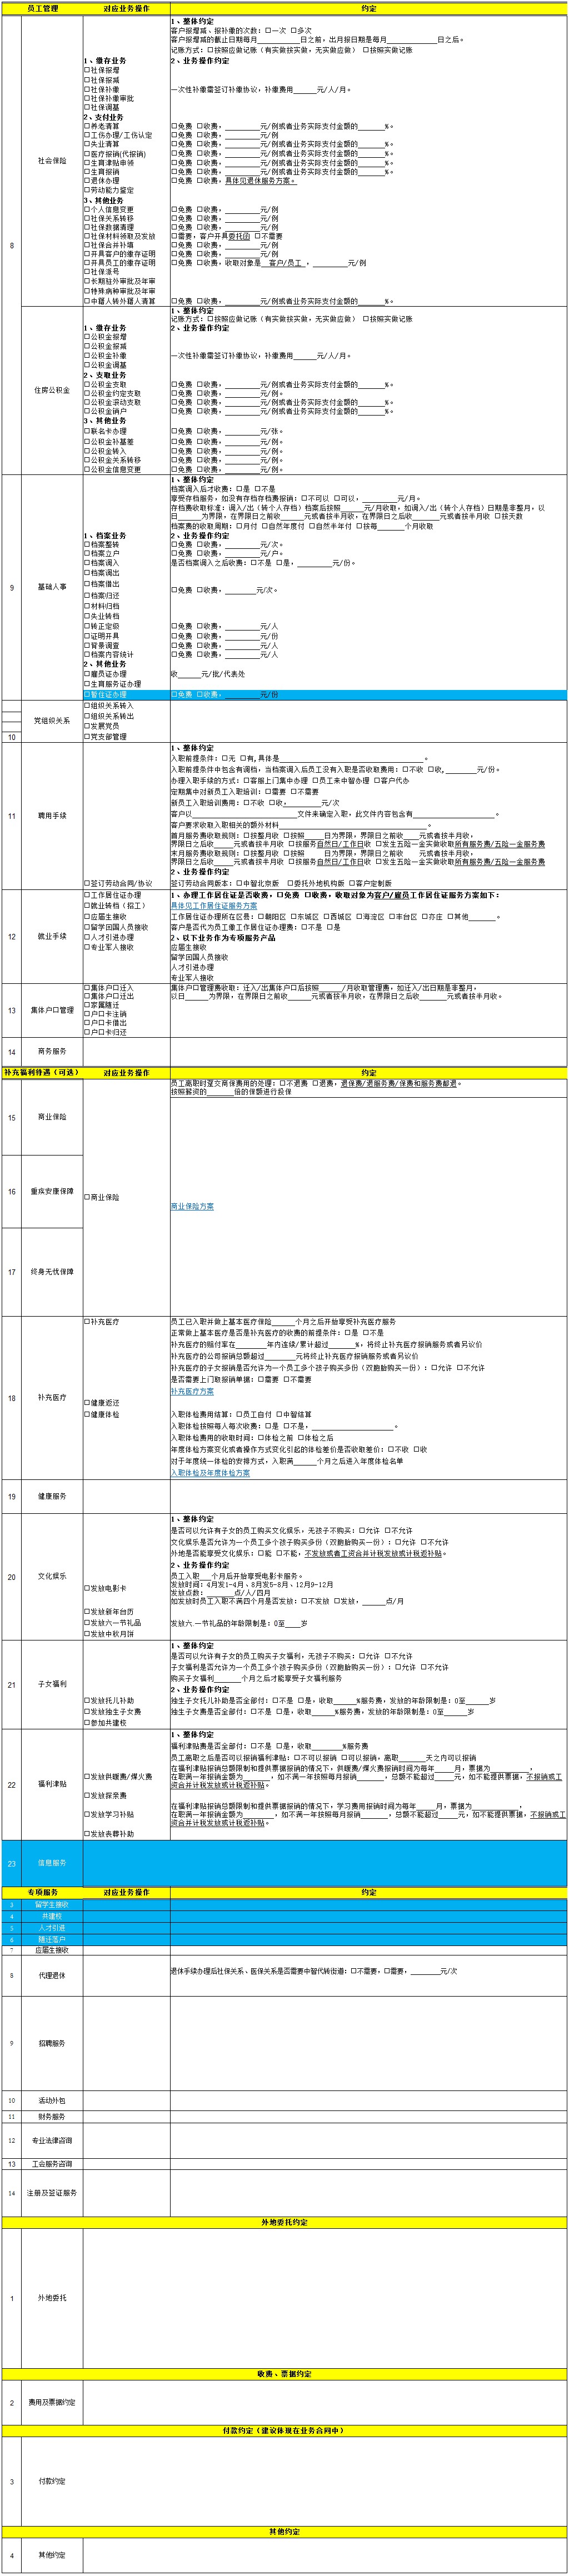 员工管理 对应业务操作 约定
1、整体约定
客户报增减、报补缴的次数：□一次 □多次
客户报增减的截止日期每月________日之前，出月报日期是每月________日之后。
记账方式：□按照应做记账（有实做按实做，无实做应做） □按照实做记账
8 社会保险
1、缴存业务 2、业务操作约定
□社保报增
□社保报减
□社保补缴 一次性补缴需签订补缴协议，补缴费用______元/人/月。
□社保补缴审批
□社保调基
2、支付业务
□养老清算 □免费 □收费，________元/例或者业务实际支付金额的______%。
□工伤办理/工伤认定 □免费 □收费，________元/例
□失业清算 □免费 □收费，________元/例或者业务实际支付金额的______%。
□医疗报销(代报销) □免费 □收费，________元/例或者业务实际支付金额的______%。
□生育津贴申领 □免费 □收费，________元/例或者业务实际支付金额的______%。
□生育报销 □免费 □收费，________元/例或者业务实际支付金额的______%。
□退休办理 □免费 □收费，具体见退休服务方案。
□劳动能力鉴定
3、其他业务
□个人信息变更 □免费 □收费，________元/例
□社保关系转移 □免费 □收费，________元/例
□社保数据清理 □免费 □收费，________元/例
□社保材料领取及发放 □需要，客户开具委托函 □不需要
□社保合并补填 □免费 □收费，________元/例
□开具客户的缴存证明 □免费 □收费，________元/例
□开具员工的缴存证明 □免费 □收费，收取对象是__客户/员工__，________元/例
□社保派号
□长期驻外审批及年审
□特殊病种审批及年审
□中籍人转外籍人清算 □免费 □收费，________元/例或者业务实际支付金额的______%。
1、整体约定
记账方式：□按照应做记账（有实做按实做，无实做应做） □按照实做记账
住房公积金
1、缴存业务 2、业务操作约定
□公积金报增
□公积金报减
□公积金补缴 一次性补缴需签订补缴协议，补缴费用______元/人/月。
□公积金调基
2、支取业务
□公积金支取 □免费 □收费，________元/例或者业务实际支付金额的______%。
□公积金约定支取 □免费 □收费，________元/例。
□公积金滚动支取 □免费 □收费，________元/例或者业务实际支付金额的______%。
□公积金销户 □免费 □收费，________元/例或者业务实际支付金额的______%。
3、其他业务
□联名卡办理 □免费 □收费，________元/张。
□公积金补基差 □免费 □收费，________元/例。
□公积金转入 □免费 □收费，________元/例。
□公积金关系转移 □免费 □收费，________元/例。
□公积金信息变更 □免费 □收费，________元/例。
1、整体约定
档案调入后才收费：□是 □不是
享受存档服务，如没有存档存档费报销：□不可以 □可以，________元/月。
存档费收取标准：调入/出（转个人存档）档案后按照______元/月收取，如调入/出（转个人存档）日期是非整月，以
日______为界限，在界限日之前收______元或者按半月收，在界限日之后收______元或者按半月收 □按天数
档案费的收取周期：□月付 □自然年度付 □自然半年付 □按每______个月收取
9 基础人事
1、档案业务 2、业务操作约定
□档案整转 □免费 □收费，________元/次。
□档案立户 □免费 □收费，________元/户。
□档案调入 是否档案调入之后收费：□不是 □是，________元/份。
□档案调出
□档案借出 □免费 □收费，________元/次。
□档案归还
□材料归档
□失业转档
□转正定级 □免费 □收费，________元/人
□证明开具 □免费 □收费，________元/份
□背景调查 □免费 □收费，________元/人
□档案内容统计 □免费 □收费，________元/人
2、其他业务
□雇员证办理 收______元/批/代表处
□生育服务证办理
□暂住证办理 □免费 □收费，________元/份
10 党组织关系
□组织关系转入
□组织关系转出
□发展党员
□党支部管理
1、整体约定
入职前提条件：□无 □有,具体是________________。
入职前提条件中包含有调档，当档案调入后员工没有入职是否收取费用：□不收 □收,________元/份。
办理入职手续的方式：□客服上门集中办理 □员工来中智办理 □客户代办
定期集中对新员工入职培训：□需要 □不需要
11 聘用手续
新员工入职培训费用：□不收 □收，________元/次
客户以________________文件来确定入职，此文件内容包含有________________。
客户要求收取入职相关的额外材料________________。
首月服务费收取规则：□按整月收 □按照____日为界限，界限日之前收____元或者按半月收，
界限日之后收____元或者按半月收 □按服务自然日/工作日收 □发生五险一金实做收取所有服务费/五险一金服务费
末月服务费收取规则：□按整月收 □按照____日为界限，界限日之前收____元或者按半月收，
界限日之后收____元或者按半月收 □按服务自然日/工作日收 □发生五险一金实做收取所有服务费/五险一金服务费
2、业务操作约定
□签订劳动合同/协议 签订劳动合同版本：□中智北京版 □委托外地机构版 □客户定制版
12 就业手续
□工作居住证办理 1、办理工作居住证是否收费，□免费 □收费，收取对象为客户/雇员工作居住证服务方案如下：
□就业转档（招工） 具体见工作居住证服务方案
□应届生接收 工作居住证办理所在区县：□朝阳区 □东城区 □西城区 □海淀区 □丰台区 □亦庄 □其他______。
□留学回国人员接收 客户是否代为员工缴工作居住证办理费：□不是 □是
□人才引进办理 2、以下业务作为专项服务产品
□专业军人接收 应届生接收
留学回国人员接收
人才引进办理
专业军人接收
13 集体户口管理
□集体户口迁入 集体户口管理费收取：迁入/出集体户口后按照______/月收取管理费，如迁入/出日期是非整月，
□集体户口迁出 以日______为界限，在界限日之前收______元或者按半月收，在界限日之后收______元或者按半月收。
□家属随迁
□户口卡注销
□户口卡借出
□户口卡归还
14 商务服务
补充福利待遇（可选） 对应业务操作 约定
员工离职时趸交商保费用的处理：□不退费 □退费，退保费/退服务费/保费和服务费都退。
按照薪资的______倍的保额进行投保
15 商业保险
16 重疾安康保障
□商业保险 商业保险方案
17 终身无忧保障
18 补充医疗
□补充医疗 员工已入职并做上基本医疗保险______个月之后开始享受补充医疗服务
正常做上基本医疗是否是补充医疗的收费的前提条件：□是 □不是
补充医疗的赔付率在________年内连续/累计超过______%，将终止补充医疗报销服务或者另议价
补充医疗的公司报销总额超过________元将终止补充医疗报销服务或者另议价
补充医疗的子女报销是否允许为一个员工多个孩子购买多份（双胞胎购买一份）：□允许 □不允许
是否需要上门取报销单据：□需要 □不需要
补充医疗方案
□健康返还
□健康体检 入职体检费用结算：□员工自付 □中智结算
入职体检按照每人每次收费：□是 □不是,________________。
入职体检费用的收取时间：□体检之前 □体检之后
年度体检方案变化或者操作方式变化引起的体检差价是否收取差价：□不收 □收
对于年度统一体检的安排方式，入职满______个月之后进入年度体检名单
入职体检及年度体检方案
19 健康服务
1、整体约定
是否可以允许有子女的员工购买文化娱乐，无孩子不购买：□允许 □不允许
文化娱乐是否允许为一个员工多个孩子购买多份（双胞胎购买一份）：□允许 □不允许
外地是否能享受文化娱乐：□能 □不能，不发放或者工资合并计税发放或计税返补贴。
20 文化娱乐
2、业务操作约定
员工入职___个月后开始享受电影卡服务。
□发放电影卡 发放时间：4月发1-4月、8月发5-8月、12月9-12月
发放点数：________点/人/四月
如发放时员工入职不满四个月是否发放：□不发放 □发放，______点/月
□发放新年台历
□发放六一节礼品 发放六.一节礼品的年龄限制是：0至____岁
□发放中秋月饼
1、整体约定
是否可以允许有子女的员工购买子女福利，无孩子不购买：□允许 □不允许
21 子女福利
子女福利是否允许为一个员工多个孩子购买多份（双胞胎购买一份）：□允许 □不允许
购买子女福利______个月之后才能享受子女福利服务
2、业务操作约定
□发放托儿补助 独生子女托儿补助是否全部付：□不是 □是，收取______%服务费，发放的年龄限制是：0至______岁
□发放独生子女费 独生子女费是否全部付：□不是 □是，收取______%服务费，发放的年龄限制是：0至______岁
□参加共建校
1、整体约定
福利津贴费是否全部付：□不是 □是，收取________%服务费
员工离职之后是否可以报销福利津贴：□不可以报销 □可以报销，离职______天之内可以报销
22 福利津贴
□发放供暖费/煤火费 在福利津贴报销总额限制和提供票据报销的情况下，供暖费/煤火费报销时间为每年____月，票据为________，
在职满一年报销金额为______，如不满一年按照每月报销______，总额不能超过____元，如不能提供票据，不报销或工
资合并计税发放或计税返补贴。
□发放探亲费
□发放学习补贴 在福利津贴报销总额限制和提供票据报销的情况下，学习费用报销时间为每年____月，票据为________，
在职满一年报销金额为______，如不满一年按照每月报销______，总额不能超过____元，如不能提供票据，不报销或工
资合并计税发放或计税返补贴。
□发放丧葬补助
23 信息服务
专项服务 对应业务操作 约定
3 留学生接收
4 共建校
5 人才引进
6 随迁落户
7 应届生接收
8 代理退休 退休手续办理后社保关系、医保关系是否需要中智代转街道：□不需要，□需要，______元/次
9 招聘服务
10 活动外包
11 财务服务
12 专业法律咨询
13 工会服务咨询
14 注册及签证服务
外地委托约定
1 外地委托
收费、票据约定
2 费用及票据约定
付款约定（建议体现在业务合同中）
3 付款约定
其他约定
4 其他约定